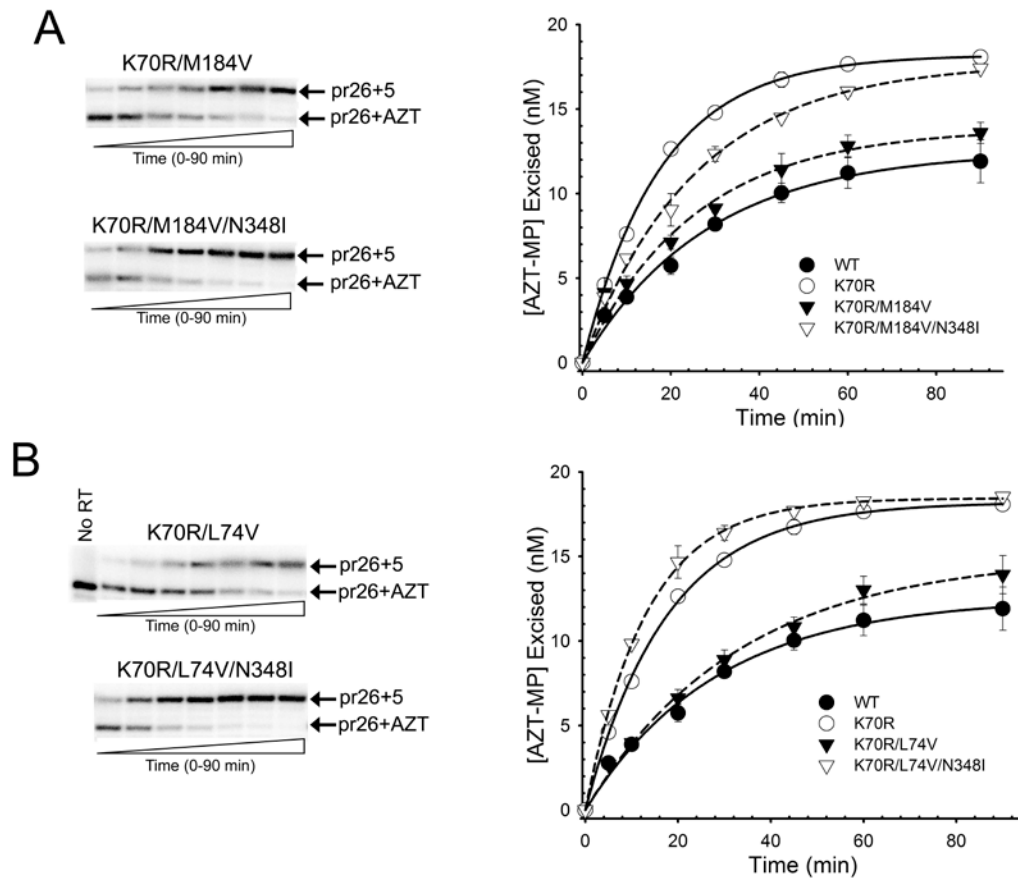 A
K70R/M184V
pr26+5
pr26+AZT
Time (0-90 min)
K70R/M184V/N348I
pr26+5
pr26+AZT
Time (0-90 min)
[AZT-MP] Excised (nM)
20
15
10
5
0
WT
K70R
K70R/M184V
K70R/M184V/N348I
0 20 40 60 80
Time (min)
B
No RT
K70R/L74V
pr26+5
pr26+AZT
Time (0-90 min)
K70R/L74V/N348I
pr26+5
pr26+AZT
Time (0-90 min)
[AZT-MP] Excised (nM)
20
15
10
5
0
WT
K70R
K70R/L74V
K70R/L74V/N348I
0 20 40 60 80
Time (min)